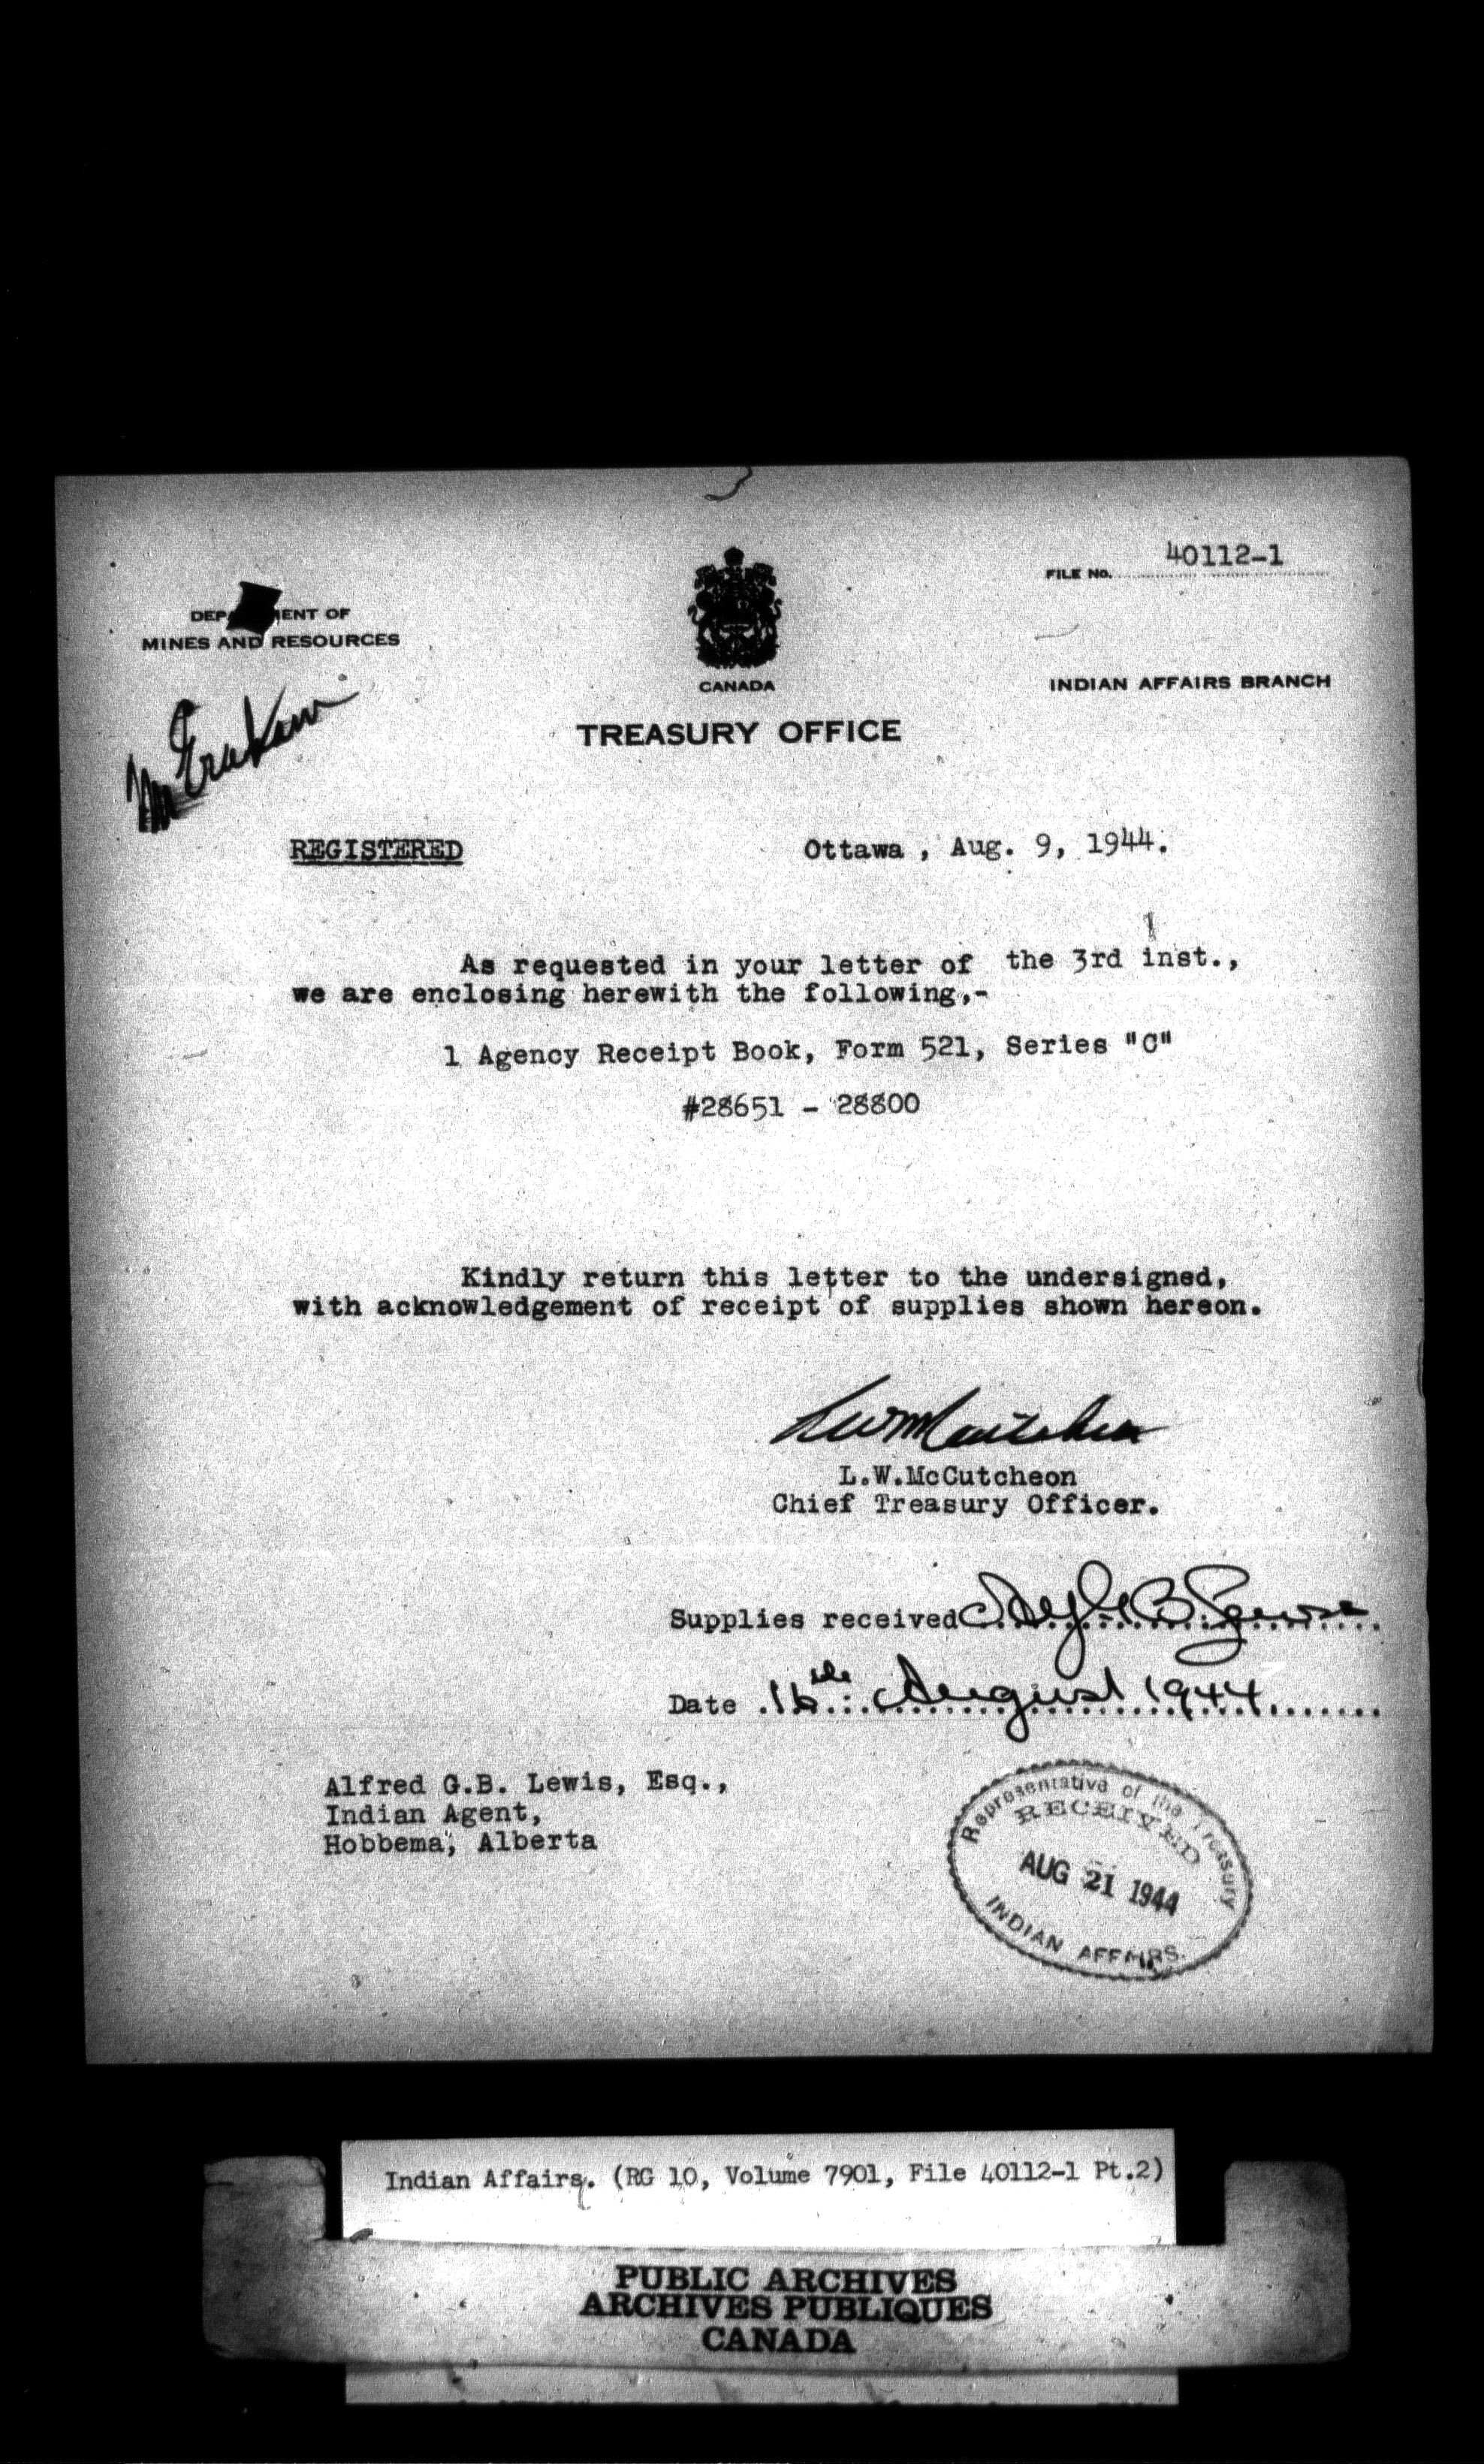 40112-1
FILE No.
DEPARTMENT OF
MINES AND RESOURCES
CANADA
INDIAN AFFAIRS BRANCH
TREASURY OFFICE
REGISTERED
Ottawa , Aug. 9, 1944.
As requested in your letter of the 3rd inst.,
we are enclosing herewith the following,-
1 Agency Receipt Book, Form 521, Series "C"
#28651 - 28800
Kindly return this letter to the undersigned,
with acknowledgement of receipt of supplies shown hereon.
L.W.McCutcheon
Chief Treasury Officer.
Supplies received
Date 16th August 1944
Alfred G.B. Lewis, Esq.,
Indian Agent,
Hobbema, Alberta
Representative of the Treasury
RECEIVED
AUG 21 1944
INDIAN AFFAIRS.
Indian Affairs. (RG 10, Volume 7901, File 40112-1 Pt.2)
PUBLIC ARCHIVES
ARCHIVES PUBLIQUES
CANADA